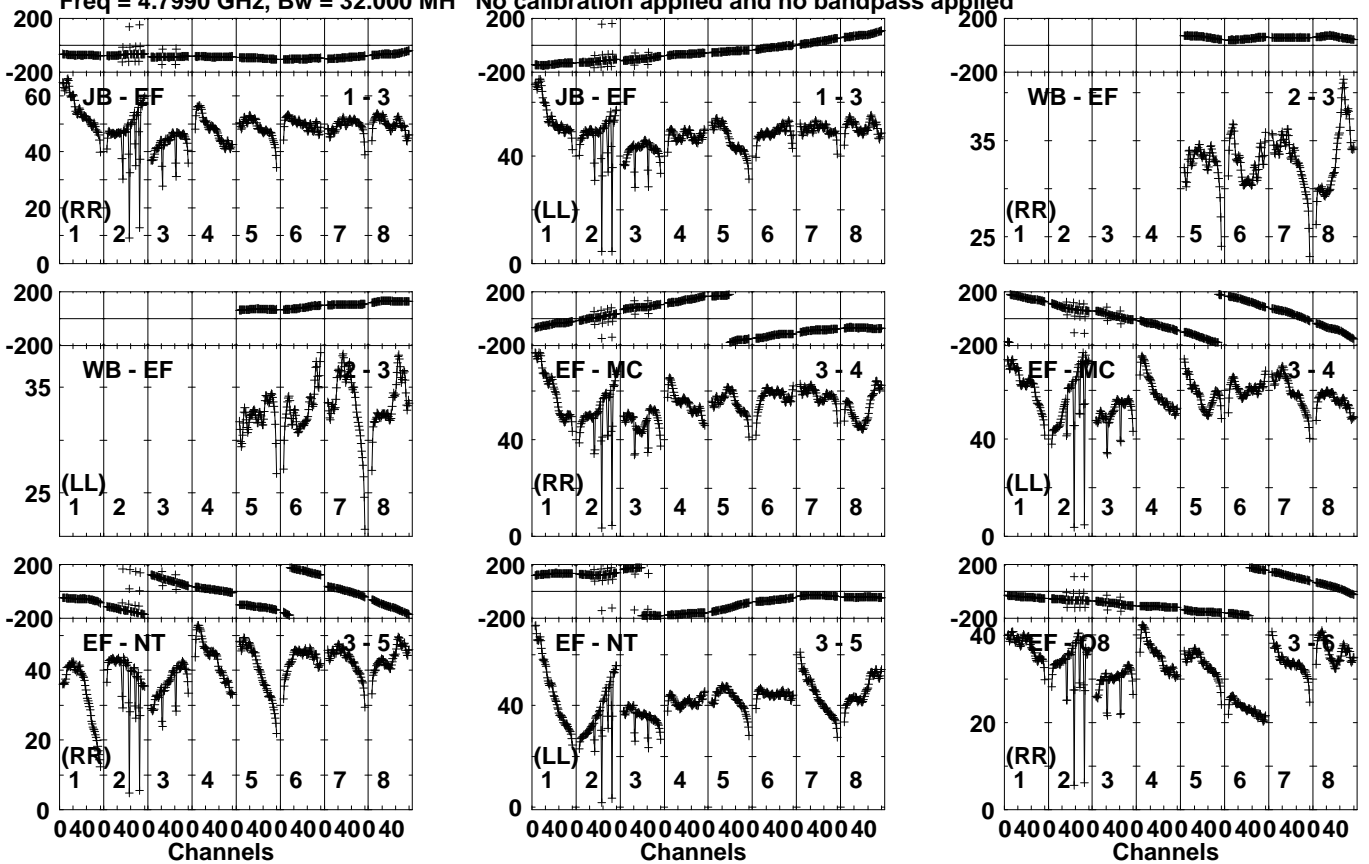 Freq = 4.7990 GHz, Bw = 32.000 MH No calibration applied and no bandpass applied
200 200 200
-200 -200 -200
60 JB - EF 1 - 3 JB - EF 1 - 3 WB - EF 2 - 3
40 40 35
20
(RR) (LL) (RR)
1 2 3 4 5 6 7 8 1 2 3 4 5 6 7 8 25 1 2 3 4 5 6 7 8
0 0
200 200 200
-200 -200 -200
WB - EF 2 - 3 EF - MC 3 - 4 EF - MC 3 - 4
35
40 40
25 (LL) (RR) (LL)
1 2 3 4 5 6 7 8 1 2 3 4 5 6 7 8 1 2 3 4 5 6 7 8
0 0
200 200 200
-200 -200 -200
EF - NT 3 - 5 EF - NT 3 - 5 40 EF - O8 3 - 6
40 40
20 20
(RR) (LL) (RR)
1 2 3 4 5 6 7 8 1 2 3 4 5 6 7 8 1 2 3 4 5 6 7 8
0 0 0
0 40 0 40 0 40 0 40 0 40 0 40 0 40 0 40 0 40 0 40 0 40 0 40 0 40 0 40 0 40 0 40 0 40 0 40 0 40 0 40 0 40 0 40 0 40 0 40
Channels Channels Channels